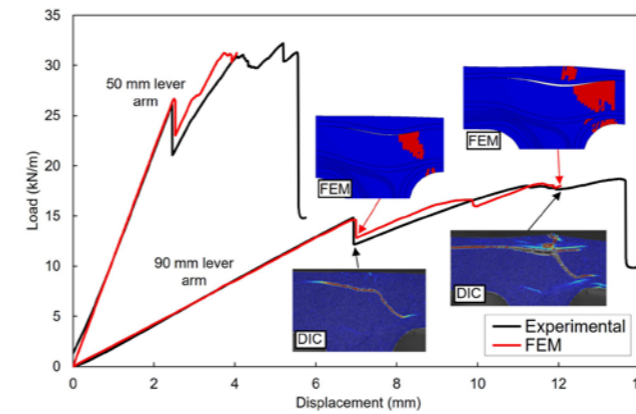 35
30
25
20
15
10
5
0
Load (kN/m)
50 mm lever
arm
90 mm lever
arm
FEM
FEM
DIC
DIC
Experimental
FEM
0
2
4
6
8
10
12
14
Displacement (mm)